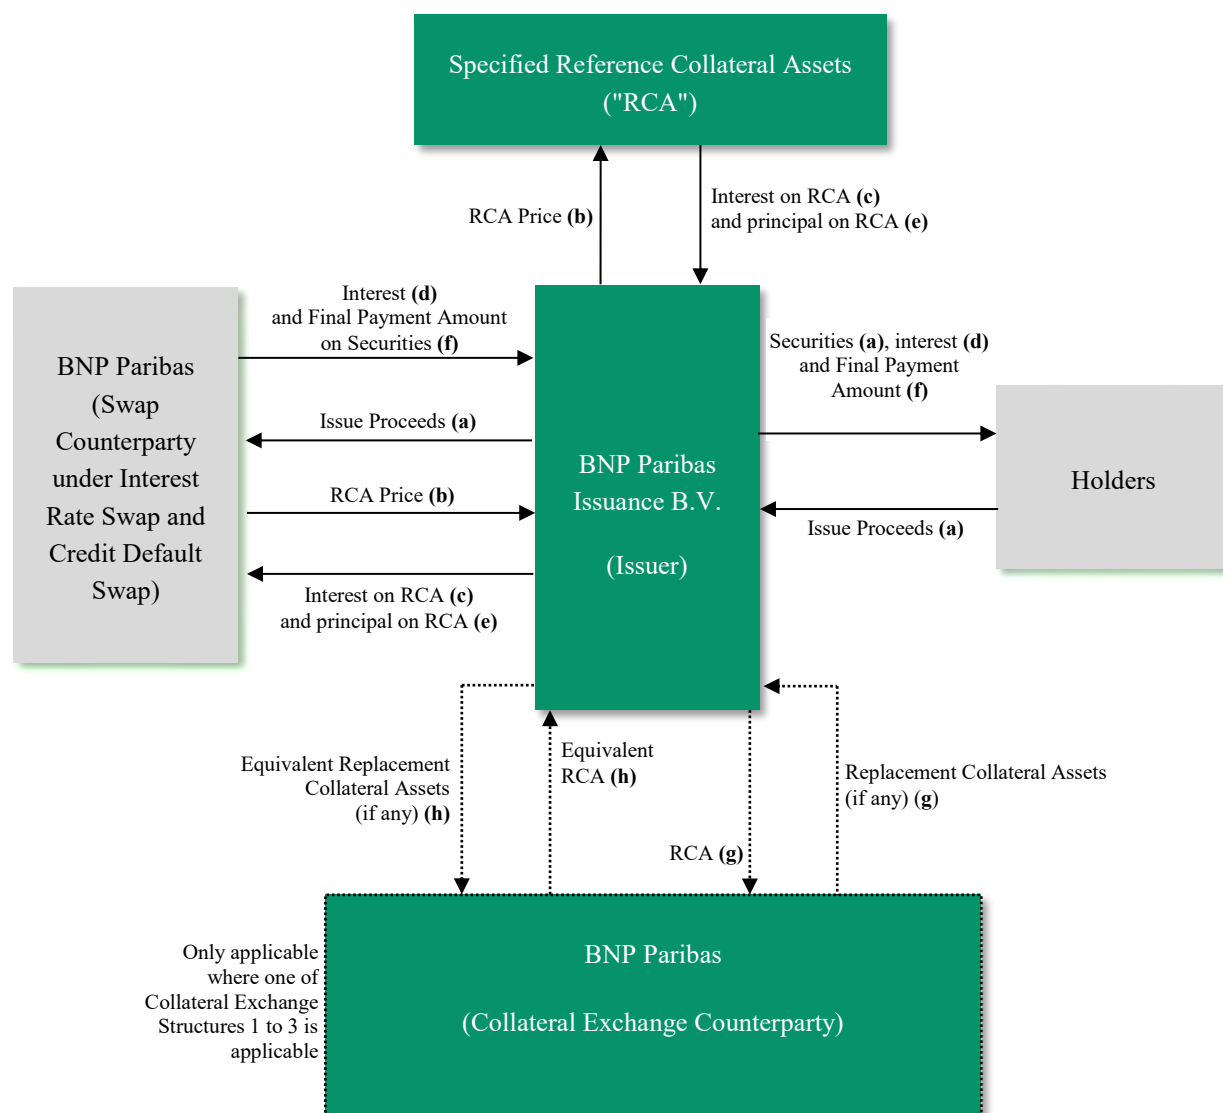 Specified Reference Collateral Assets
("RCA")
RCA Price (b)
Interest on RCA (c)
and principal on RCA (e)
Interest (d)
and Final Payment Amount
on Securities (f)
Securities (a), interest (d)
and Final Payment
Amount (f)
BNP Paribas
(Swap
Counterparty
under Interest
Rate Swap and
Credit Default
Swap)
Issue Proceeds (a)
RCA Price (b)
Interest on RCA (c)
and principal on RCA (e)
BNP Paribas
Issuance B.V.
(Issuer)
Holders
Issue Proceeds (a)
Equivalent Replacement
Collateral Assets
(if any) (h)
Equivalent
RCA (h)
RCA (g)
Replacement Collateral Assets
(if any) (g)
Only applicable
where one of
Collateral Exchange
Structures 1 to 3 is
applicable
BNP Paribas
(Collateral Exchange Counterparty)